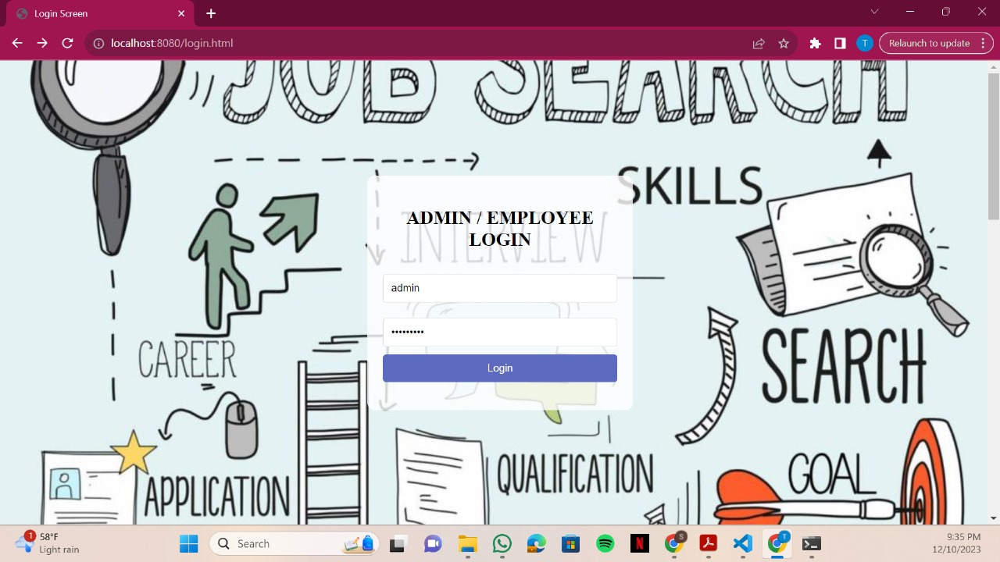 Login Screen
localhost:8080/login.html
T
Relaunch to update
JOB SEARCH
SKILLS
ADMIN / EMPLOYEE
LOGIN
INTERVIEW
admin
•••••••••
Login
CAREER
SEARCH
APPLICATION
QUALIFICATION
GOAL
1
58°F
Light rain
Search
S
T
9:35 PM
12/10/2023